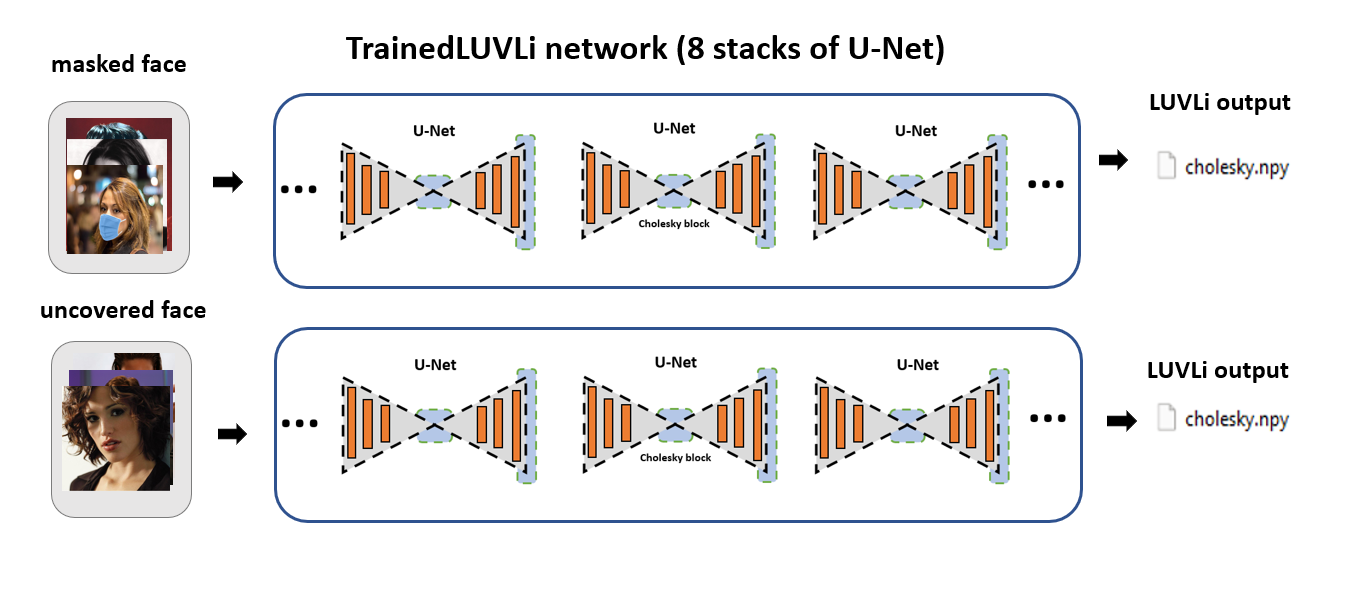 TrainedLUVLi network (8 stacks of U-Net)
masked face
U-Net
U-Net
U-Net
Cholesky block
LUVLi output
cholesky.npy
uncovered face
U-Net
U-Net
U-Net
Cholesky block
LUVLi output
cholesky.npy